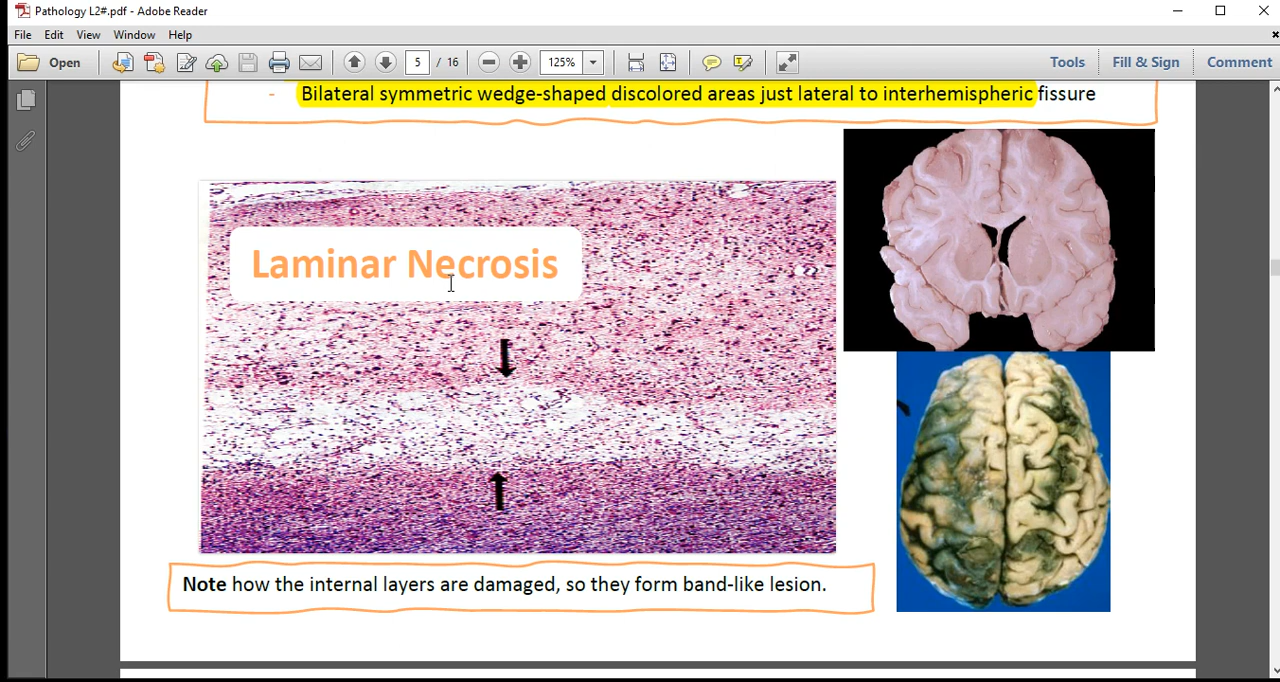 Pathology L2#.pdf - Adobe Reader
File Edit View Window Help
Open 5 / 16 125% Tools Fill & Sign Comment
- Bilateral symmetric wedge-shaped discolored areas just lateral to interhemispheric fissure
Laminar Necrosis
Note how the internal layers are damaged, so they form band-like lesion.